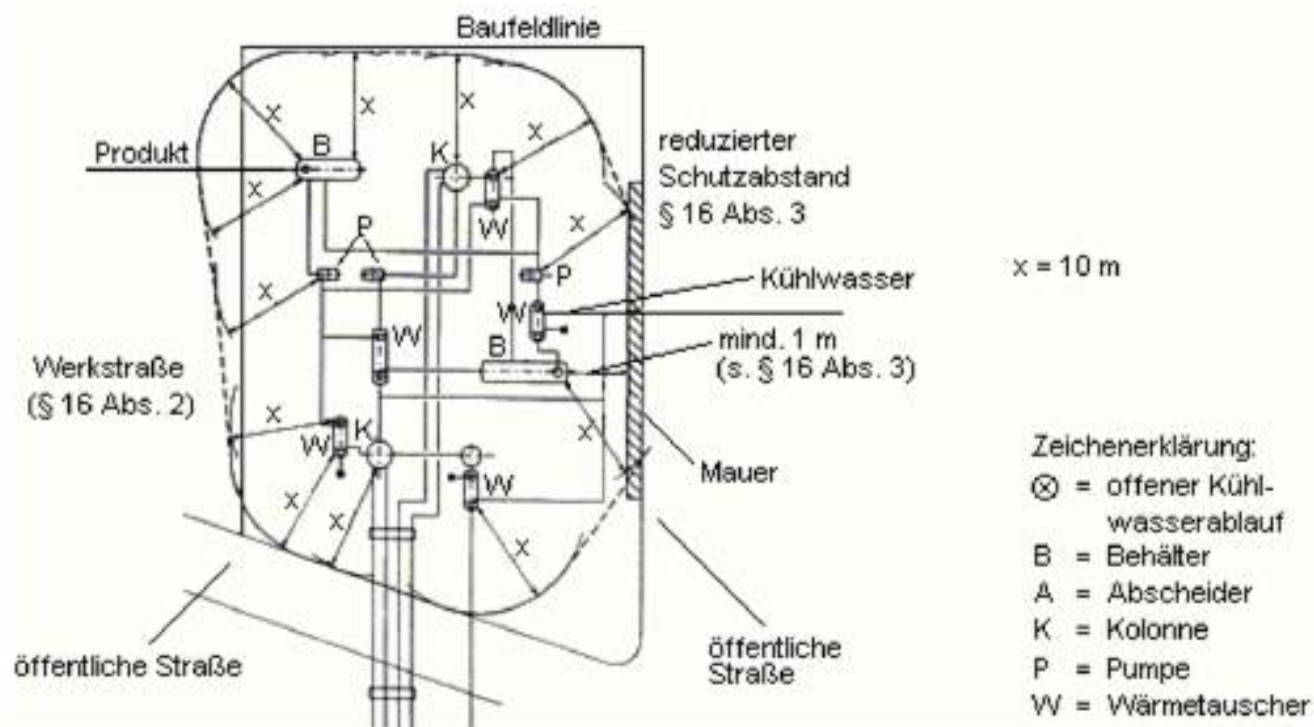 Baufeldlinie
x
x
x
x
Produkt
B
K
reduzierter
Schutzabstand
§ 16 Abs. 3
x
W
x
P
P
x = 10 m
x
Kühlwasser
W
W
mind. 1 m
(s. § 16 Abs. 3)
B
Werkstraße
(§ 16 Abs. 2)
x
x
W
K
W
Mauer
x
x
x
Zeichenerklärung:
⊗ = offener Kühl-
wasserablauf
B = Behälter
A = Abscheider
K = Kolonne
P = Pumpe
W = Wärmetauscher
öffentliche Straße
öffentliche
Straße